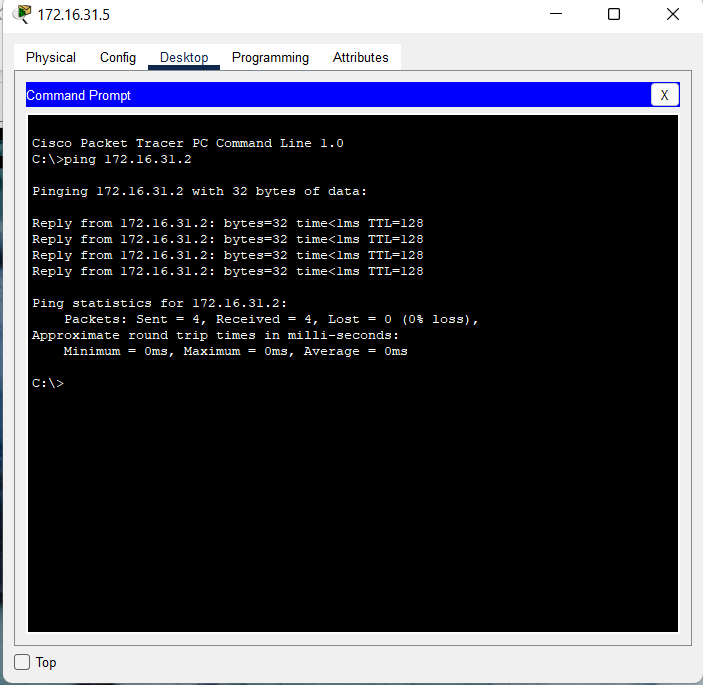 172.16.31.5
Physical Config Desktop Programming Attributes
Command Prompt X
Cisco Packet Tracer PC Command Line 1.0
C:\>ping 172.16.31.2
Pinging 172.16.31.2 with 32 bytes of data:
Reply from 172.16.31.2: bytes=32 time<1ms TTL=128
Reply from 172.16.31.2: bytes=32 time<1ms TTL=128
Reply from 172.16.31.2: bytes=32 time<1ms TTL=128
Reply from 172.16.31.2: bytes=32 time<1ms TTL=128
Ping statistics for 172.16.31.2:
Packets: Sent = 4, Received = 4, Lost = 0 (0% loss),
Approximate round trip times in milli-seconds:
Minimum = 0ms, Maximum = 0ms, Average = 0ms
C:\>
Top